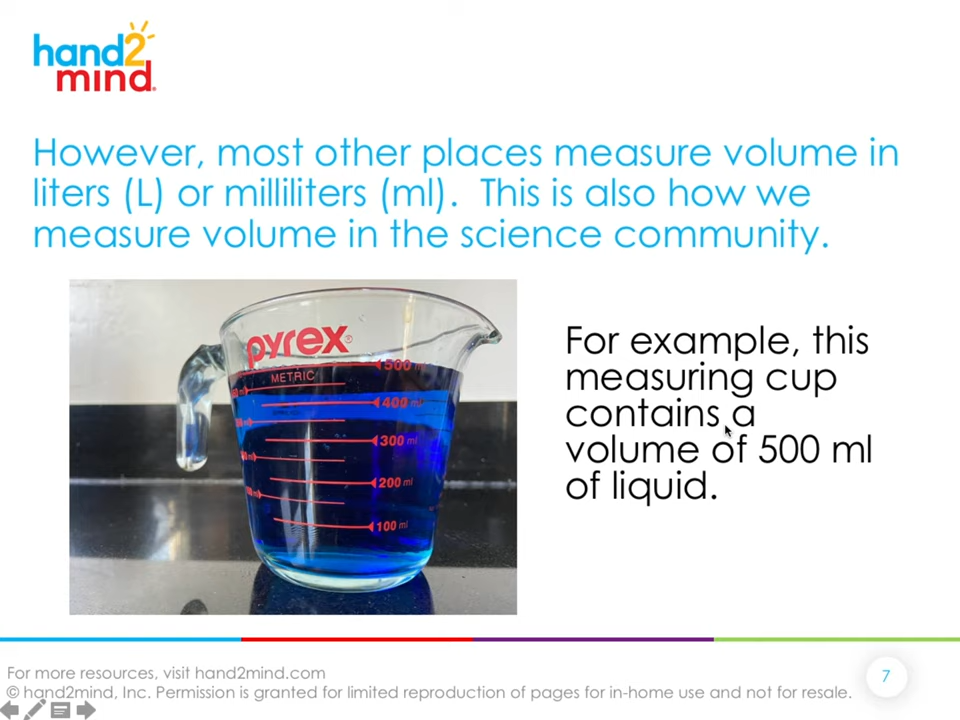 hand2
mind®
However, most other places measure volume in
liters (L) or milliliters (ml).  This is also how we
measure volume in the science community.
pyrex®
METRIC
500 ml
400 ml
300 ml
200 ml
100 ml
For example, this
measuring cup
contains a
volume of 500 ml
of liquid.
For more resources, visit hand2mind.com
© hand2mind, Inc. Permission is granted for limited reproduction of pages for in-home use and not for resale.
7